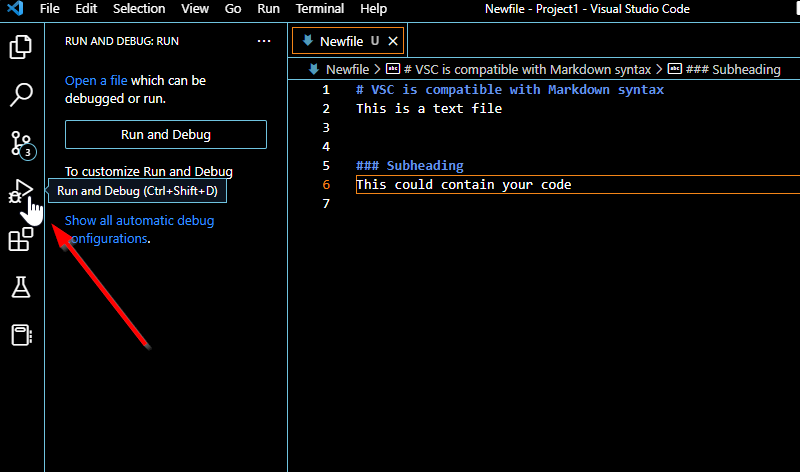 File Edit Selection View Go Run Terminal Help Newfile - Project1 - Visual Studio Code
RUN AND DEBUG: RUN ···
Open a file which can be
debugged or run.
Run and Debug
To customize Run and Debug
Run and Debug (Ctrl+Shift+D)
Show all automatic debug
configurations.
3
Newfile U
Newfile > abc # VSC is compatible with Markdown syntax > abc ### Subheading
1 # VSC is compatible with Markdown syntax
2 This is a text file
3
4
5 ### Subheading
6 This could contain your code
7